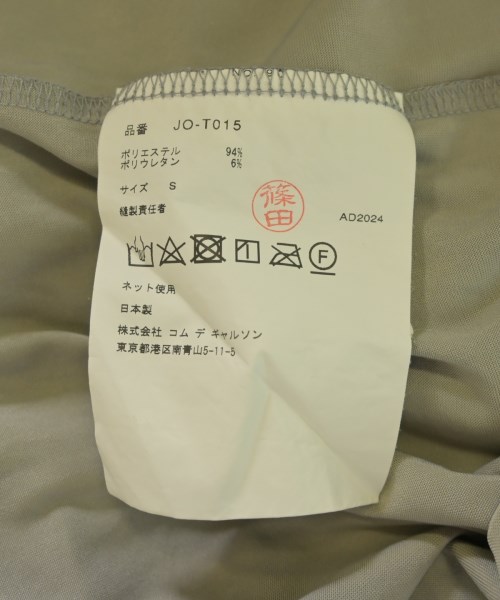 品番 JO-T015
ポリエステル 94%
ポリウレタン 6%
サイズ S
縫製責任者
篠田
AD2024
F
ネット使用
日本製
株式会社 コム デ ギャルソン
東京都港区南青山5-11-5